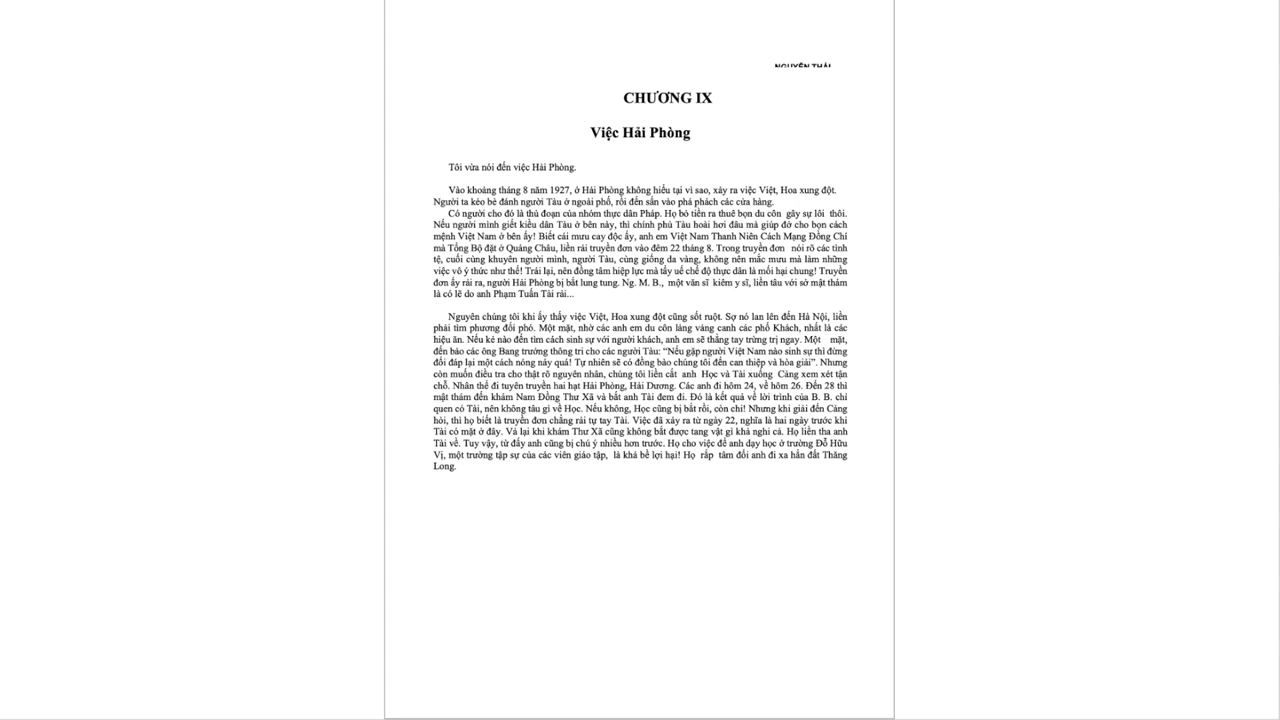 NGUYỄN THÁI
CHƯƠNG IX
Việc Hải Phòng
Tôi vừa nói đến việc Hải Phòng.
Vào khoảng tháng 8 năm 1927, ở Hải Phòng không hiểu tại vì sao, xảy ra việc Việt, Hoa xung đột.
Người ta kéo bè đánh người Tàu ở ngoài phố, rồi đến sấn vào phá phách các cửa hàng.
Có người cho đó là thủ đoạn của nhóm thực dân Pháp. Họ bỏ tiền ra thuê bọn du côn gây sự lôi thôi.
Nếu người mình giết kiều dân Tàu ở bên này, thì chính phủ Tàu hoài hơi đâu mà giúp đỡ cho bọn cách
mệnh Việt Nam ở bên ấy! Biết cái mưu cay độc ấy, anh em Việt Nam Thanh Niên Cách Mạng Đồng Chí
mà Tổng Bộ đặt ở Quảng Châu, liền rải truyền đơn vào đêm 22 tháng 8. Trong truyền đơn nói rõ các tình
tệ, cuối cùng khuyên người mình, người Tàu, cùng giống da vàng, không nên mắc mưu mà làm những
việc vô ý thức như thế! Trái lại, nên đồng tâm hiệp lực mà tẩy uế chế độ thực dân là mối hại chung! Truyền
đơn ấy rải ra, người Hải Phòng bị bắt lung tung. Ng. M. B., một văn sĩ kiêm y sĩ, liền tâu với sở mật thám
là có lẽ do anh Phạm Tuấn Tài rải...
Nguyên chúng tôi khi ấy thấy việc Việt, Hoa xung đột cũng sốt ruột. Sợ nó lan lên đến Hà Nội, liền
phải tìm phương đối phó. Một mặt, nhờ các anh em du côn lảng vảng canh các phố Khách, nhất là các
hiệu ăn. Nếu kẻ nào đến tìm cách sinh sự với người khách, anh em sẽ thẳng tay trừng trị ngay. Một mặt,
đến bảo các ông Bang trưởng thông tri cho các người Tàu: “Nếu gặp người Việt Nam nào sinh sự thì đừng
đối đáp lại một cách nóng nảy quá! Tự nhiên sẽ có đồng bào chúng tôi đến can thiệp và hòa giải”. Nhưng
còn muốn điều tra cho thật rõ nguyên nhân, chúng tôi liền cắt anh Học và Tài xuống Cảng xem xét tận
chỗ. Nhân thể đi tuyên truyền hai hạt Hải Phòng, Hải Dương. Các anh đi hôm 24, về hôm 26. Đến 28 thì
mật thám đến khám Nam Đồng Thư Xã và bắt anh Tài đem đi. Đó là kết quả về lời trình của B. B. chỉ
quen có Tài, nên không tâu gì về Học. Nếu không, Học cũng bị bắt rồi, còn chi! Nhưng khi giải đến Cảng
hỏi, thì họ biết là truyền đơn chẳng rải tự tay Tài. Việc đã xảy ra từ ngày 22, nghĩa là hai ngày trước khi
Tài có mặt ở đây. Vả lại khi khám Thư Xã cũng không bắt được tang vật gì khả nghi cả. Họ liền tha anh
Tài về. Tuy vậy, từ đấy anh cũng bị chú ý nhiều hơn trước. Họ cho việc để anh dạy học ở trường Đỗ Hữu
Vị, một trường tập sự của các viên giáo tập, là khá bề lợi hại! Họ rắp tâm đổi anh đi xa hẳn đất Thăng
Long.